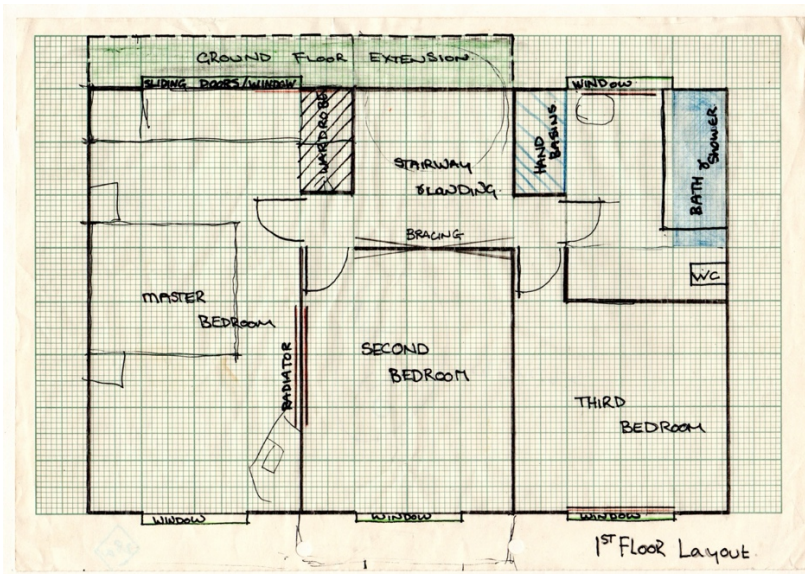 GROUND FLOOR EXTENSION.
SLIDING DOORS/WINDOW
WINDOW
WARDROBE
HAND
BASINS.
BATH & SHOWER
STAIRWAY
& LANDING.
BRACING
WC
MASTER
BEDROOM
RADIATOR
SECOND
BEDROOM
THIRD
BEDROOM
WINDOW
WINDOW
WINDOW
1ST FLOOR LAYOUT.